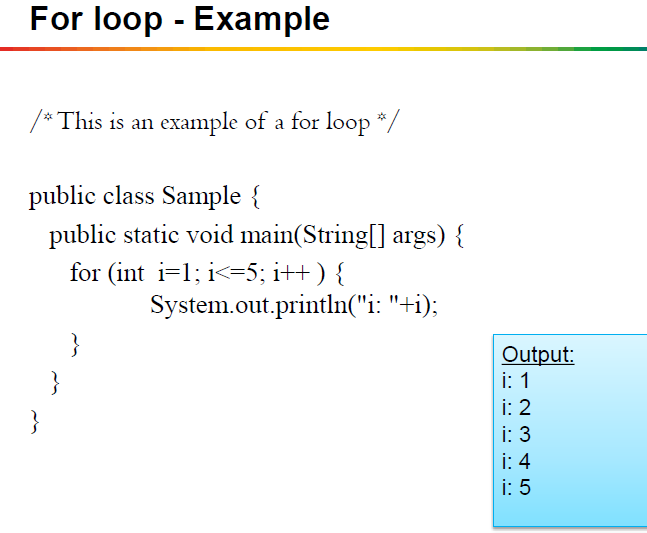 For loop - Example
/* This is an example of a for loop */
public class Sample {
public static void main(String[] args) {
for (int  i=1; i<=5; i++ ) {
System.out.println("i: "+i);
}
}
}
Output:
i: 1
i: 2
i: 3
i: 4
i: 5